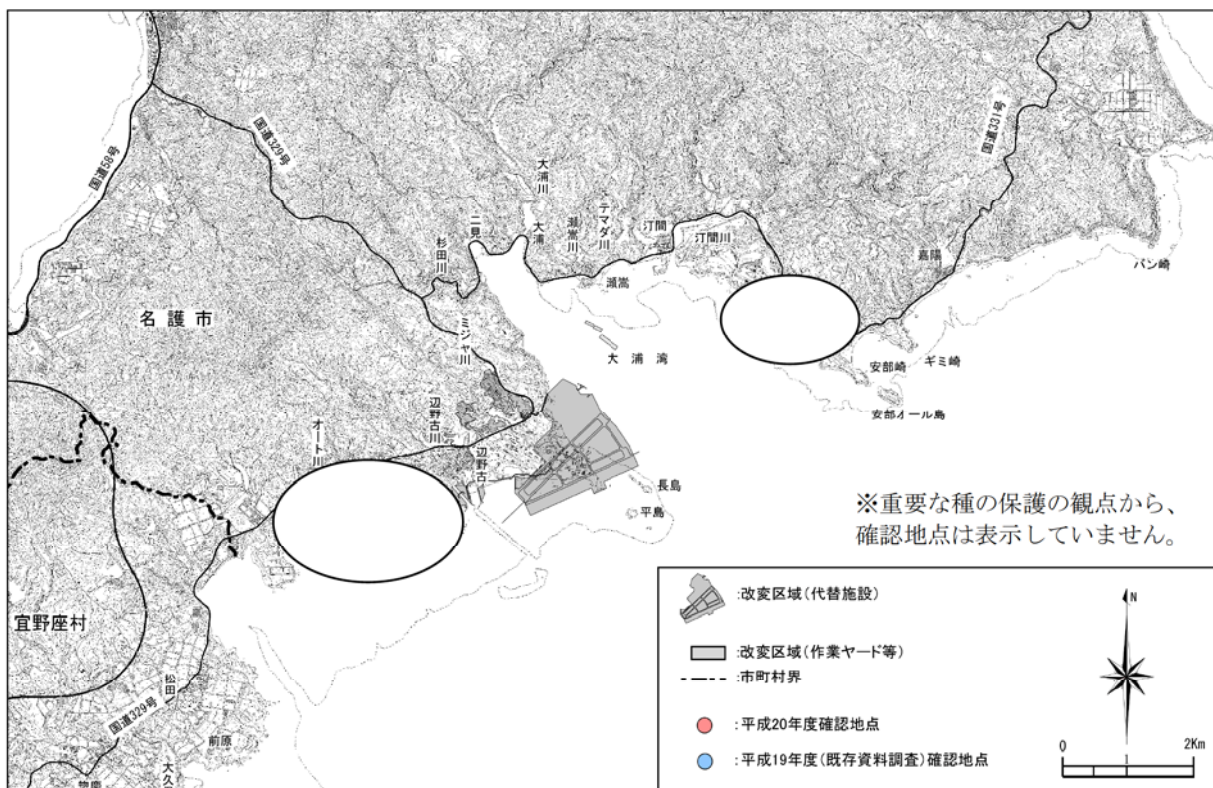 国道58号
国道329号
国道331号
大浦川
大浦
二見
杉田川
瀬嵩川
テマダ川
汀間
汀間川
瀬嵩
嘉陽
バン崎
名護市
ミジャ川
大浦湾
安部崎
ギミ崎
安部オール島
辺野古川
辺野古
オート川
長島
平島
※重要な種の保護の観点から、
確認地点は表示していません。
宜野座村
松田
国道329号
前原
:改変区域(代替施設)
:改変区域(作業ヤード等)
:市町村界
:平成20年度確認地点
:平成19年度(既存資料調査)確認地点
N
0 1 2Km